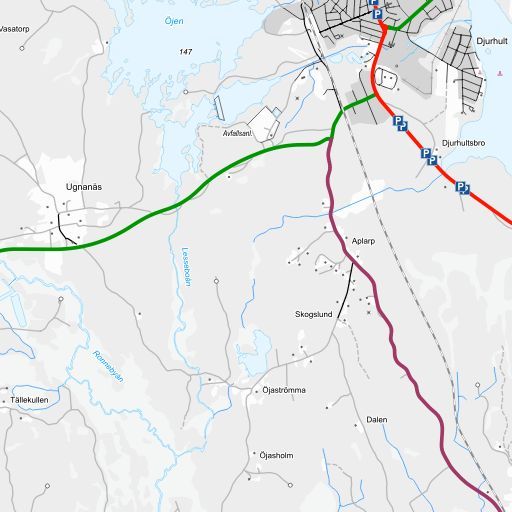 Öjen
Vasatorp
147
Djurhult
P
P
P
P
P
P
P
P
Avfallsanl.
Djurhultsbro
Ugnanäs
Aplarp
Lesseboån
Skogslund
Ronnebyån
Öjaströmma
Tällekullen
Dalen
Öjasholm